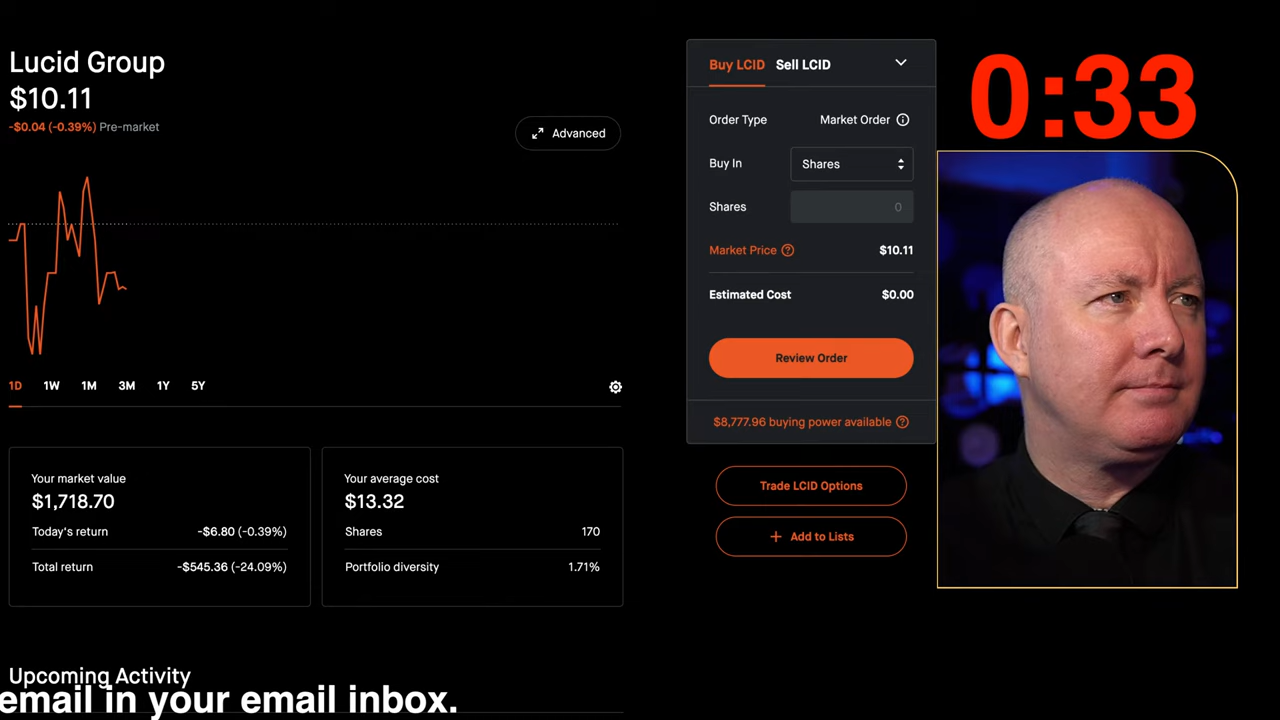 Lucid Group
$10.11
-$0.04 (-0.39%) Pre-market
Advanced
1D 1W 1M 3M 1Y 5Y
Your market value
$1,718.70
Today's return -$6.80 (-0.39%)
Total return -$545.36 (-24.09%)
Your average cost
$13.32
Shares 170
Portfolio diversity 1.71%
Upcoming Activity
email in your email inbox.
Buy LCID Sell LCID
Order Type Market Order
Buy In Shares
Shares 0
Market Price $10.11
Estimated Cost $0.00
Review Order
$8,777.96 buying power available
Trade LCID Options
+ Add to Lists
0:33